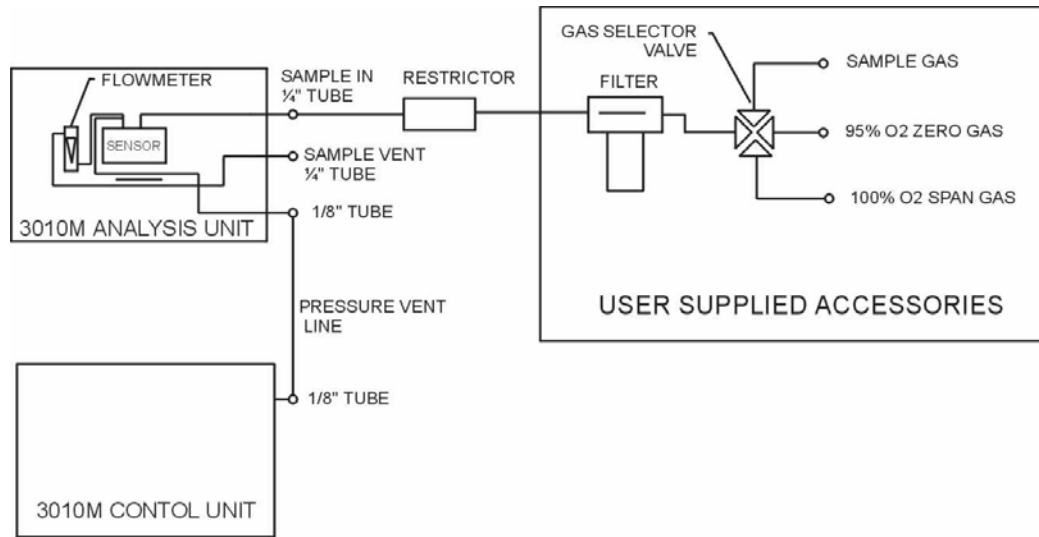 FLOWMETER
SENSOR
3010M ANALYSIS UNIT
SAMPLE IN
¼" TUBE
SAMPLE VENT
¼" TUBE
1/8" TUBE
PRESSURE VENT
LINE
1/8" TUBE
3010M CONTOL UNIT
RESTRICTOR
FILTER
GAS SELECTOR
VALVE
SAMPLE GAS
95% O2 ZERO GAS
100% O2 SPAN GAS
USER SUPPLIED ACCESSORIES